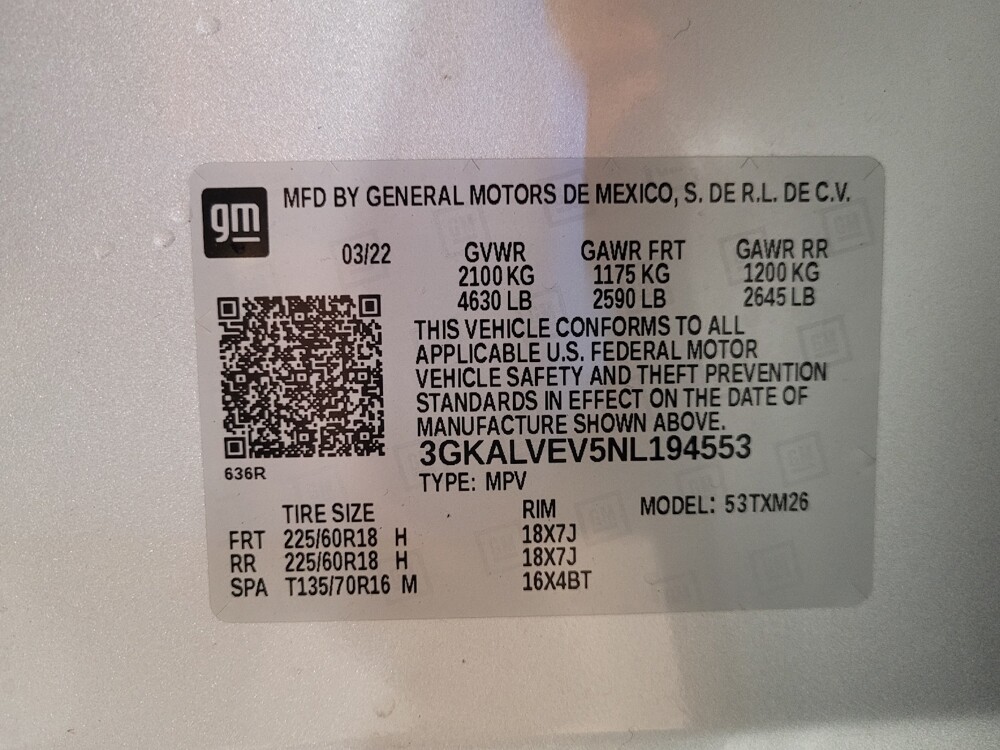 gm
MFD BY GENERAL MOTORS DE MEXICO, S. DE R.L. DE C.V.
03/22 GVWR GAWR FRT GAWR RR
2100 KG 1175 KG 1200 KG
4630 LB 2590 LB 2645 LB
THIS VEHICLE CONFORMS TO ALL
APPLICABLE U.S. FEDERAL MOTOR
VEHICLE SAFETY AND THEFT PREVENTION
STANDARDS IN EFFECT ON THE DATE OF
MANUFACTURE SHOWN ABOVE.
3GKALVEV5NL194553
636R
TYPE: MPV
TIRE SIZE RIM MODEL: 53TXM26
FRT 225/60R18 H 18X7J
RR 225/60R18 H 18X7J
SPA T135/70R16 M 16X4BT